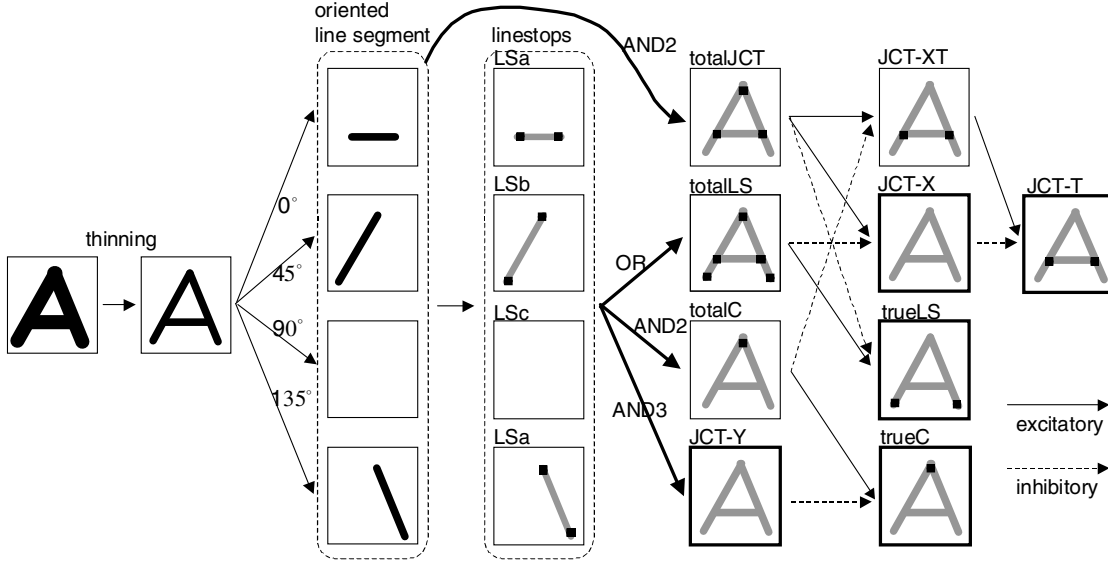 oriented
line segment
linestops
LSa
AND2
totalJCT
JCT-XT
LSb
totalLS
JCT-X
JCT-T
0°
thinning
45°
OR
90°
LSc
AND2
totalC
trueLS
135°
AND3
excitatory
LSa
JCT-Y
trueC
inhibitory